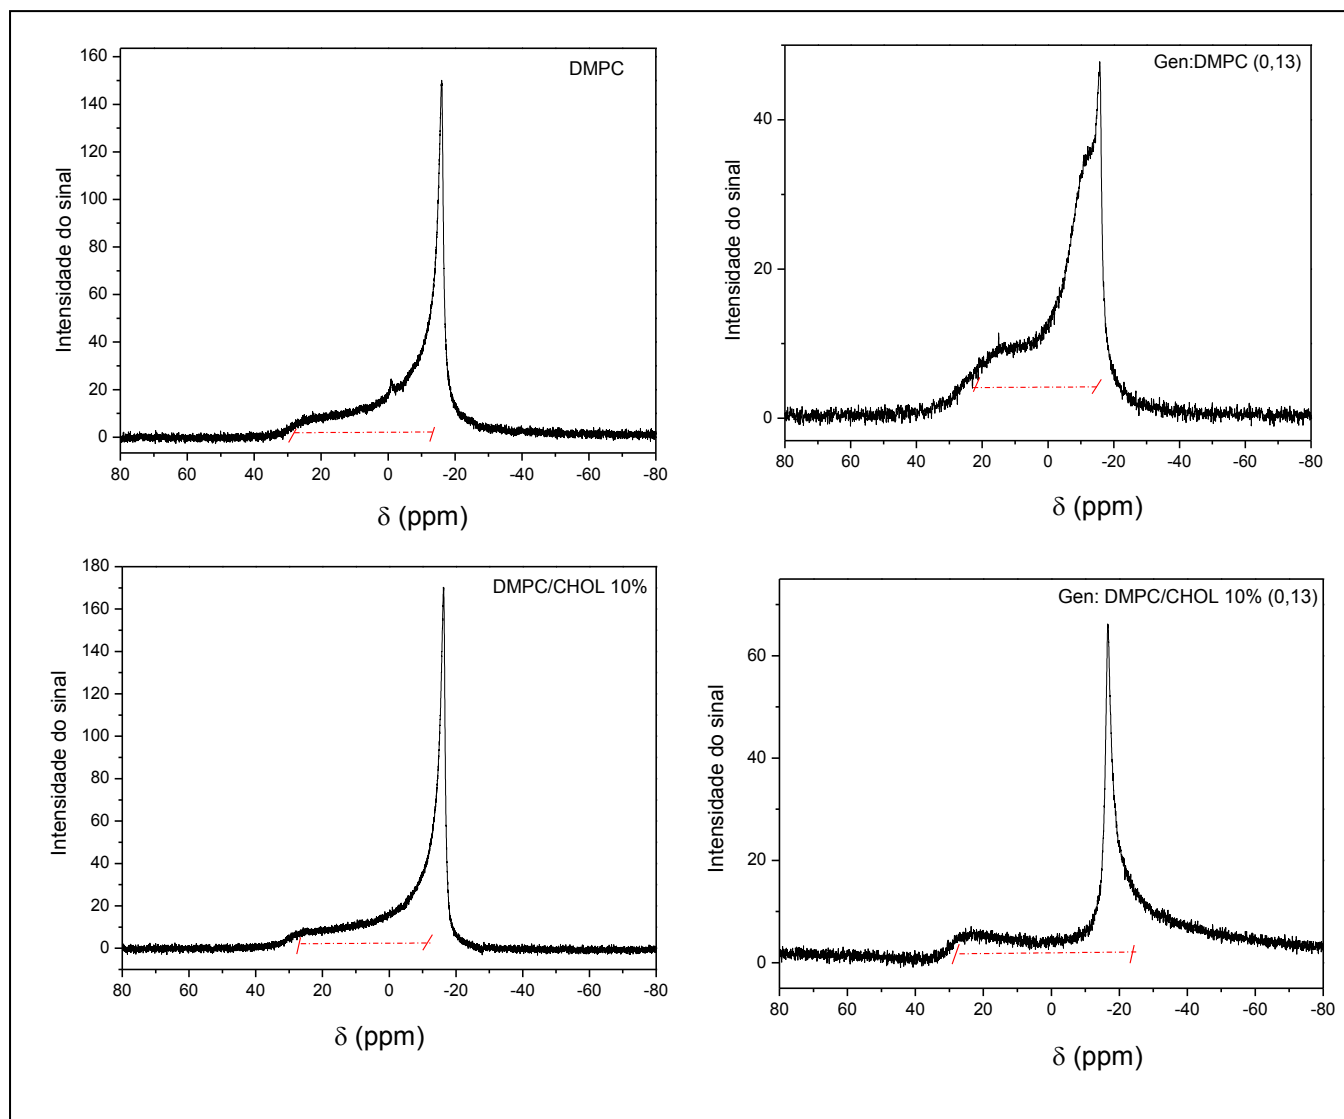 DMPC
160
140
120
100
80
60
40
20
0
Intensidade do sinal
80 60 40 20 0 -20 -40 -60 -80
δ (ppm)
Gen:DMPC (0,13)
40
20
0
Intensidade do sinal
80 60 40 20 0 -20 -40 -60 -80
δ (ppm)
DMPC/CHOL 10%
180
160
140
120
100
80
60
40
20
0
Intensidade do sinal
80 60 40 20 0 -20 -40 -60 -80
δ (ppm)
Gen: DMPC/CHOL 10% (0,13)
60
40
20
0
Intensidade do sinal
80 60 40 20 0 -20 -40 -60 -80
δ (ppm)